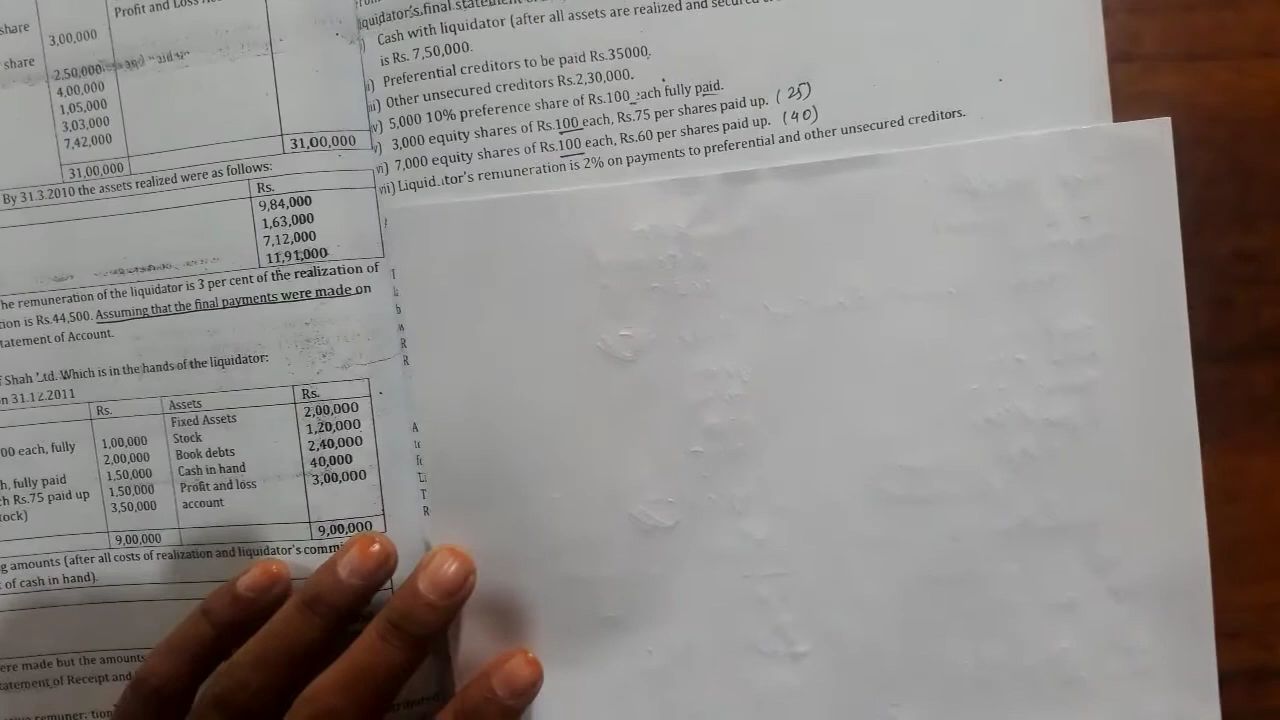 share
3,00,000
Profit and Loss
share
2,50,000
4,00,000
1,05,000
3,03,000
7,42,000
31,00,000
31,00,000
By 31.3.2010 the assets realized were as follows:
Rs.
9,84,000
1,63,000
7,12,000
11,91,000
he remuneration of the liquidator is 3 per cent of the realization of
ion is Rs.44,500. Assuming that the final payments were made on
tatement of Account.
f Shah Ltd. Which is in the hands of the liquidator:
n 31.12.2011
Rs. Assets Rs.
Fixed Assets 2,00,000
00 each, fully 1,00,000 Stock 1,20,000
2,00,000 Book debts 2,40,000
h, fully paid 1,50,000 Cash in hand 40,000
h Rs.75 paid up 1,50,000 Profit and loss 3,00,000
tock) 3,50,000 account
9,00,000 9,00,000
g amounts (after all costs of realization and liquidator's comm
of cash in hand).
ere made but the amounts
tatement of Receipt and
remunera tion
iquidator's final statement
i) Cash with liquidator (after all assets are realized and secured
is Rs. 7,50,000.
ii) Preferential creditors to be paid Rs.35000.
iii) Other unsecured creditors Rs.2,30,000.
iv) 5,000 10% preference share of Rs.100 each fully paid.
v) 3,000 equity shares of Rs.100 each, Rs.75 per shares paid up. (25)
vi) 7,000 equity shares of Rs.100 each, Rs.60 per shares paid up. (40)
vii) Liquidator's remuneration is 2% on payments to preferential and other unsecured creditors.